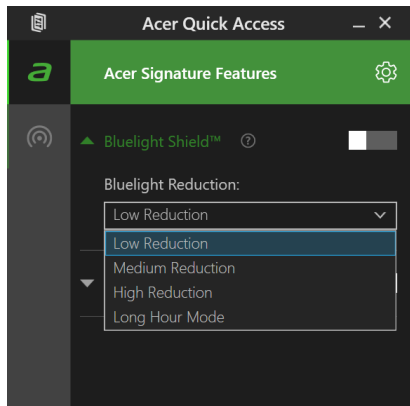 Acer Quick Access
a
Acer Signature Features
Bluelight Shield™ ?
Bluelight Reduction:
Low Reduction
Low Reduction
Medium Reduction
High Reduction
Long Hour Mode